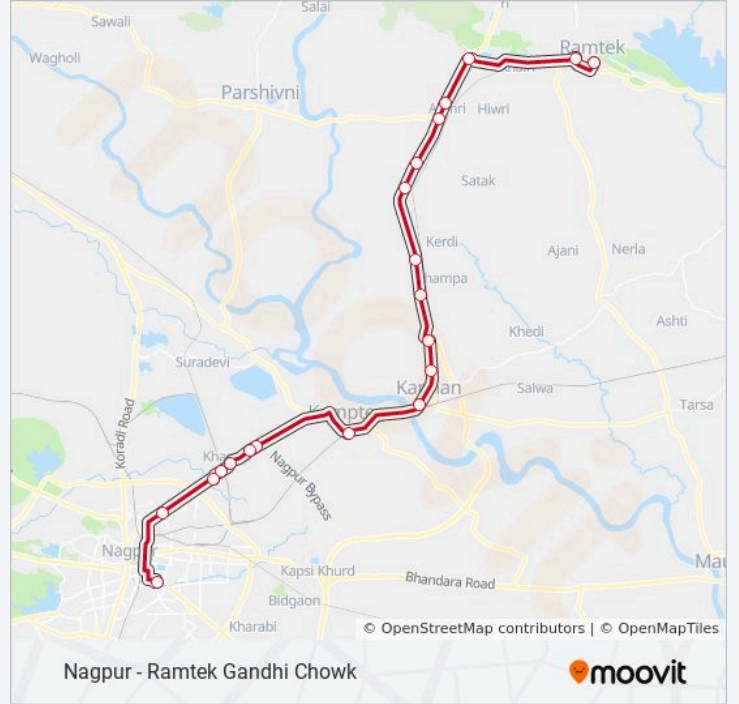 Salai
Sawali
Wagholi
Ramtek
Parshivni
Hiwri
Satak
Kerdi
Ajani
Nerla
Khedi
Ashti
Suradevi
Salwa
Tarsa
Koradi Road
Nagpur Bypass
Kapsi Khurd
Bhandara Road
Bidgaon
Kharabi
© OpenStreetMap contributors | © OpenMapTiles
Nagpur - Ramtek Gandhi Chowk
moovit